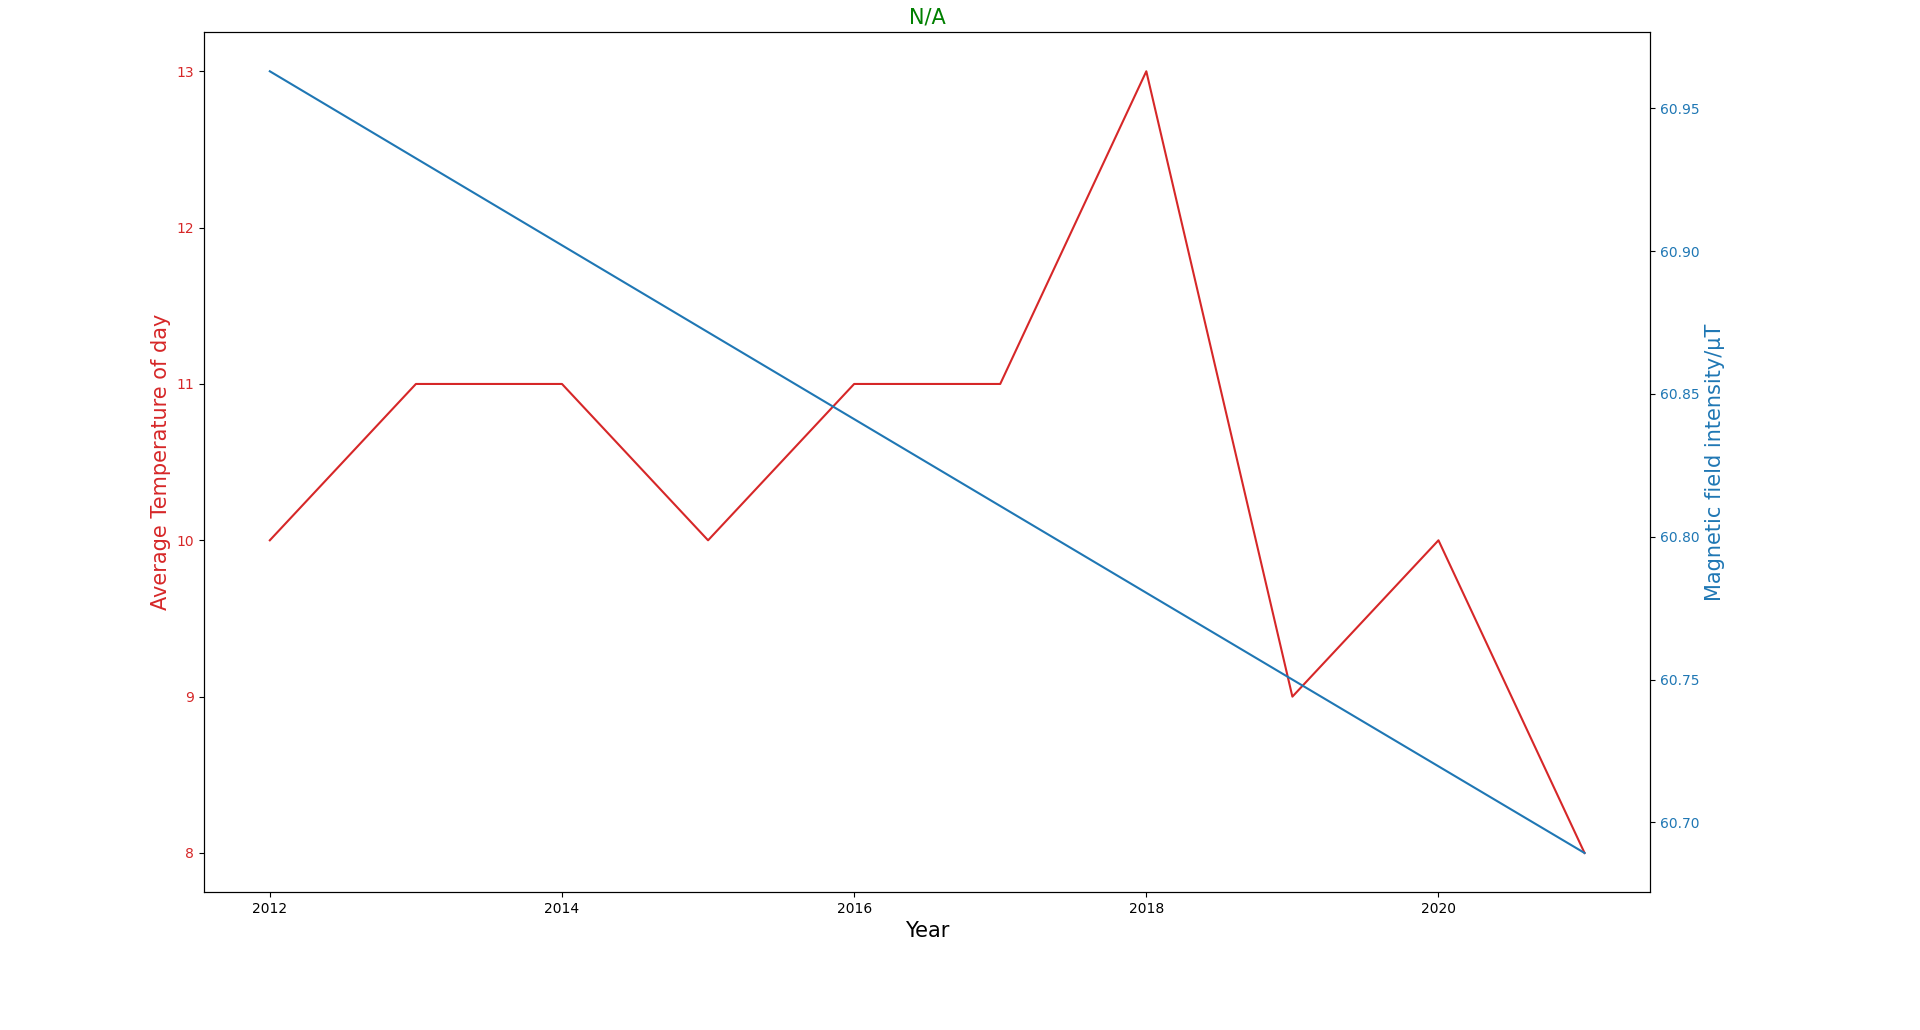 N/A
13
12
11
10
9
8
Average Temperature of day
60.95
60.90
60.85
60.80
60.75
60.70
Magnetic field intensity/μT
2012 2014 2016 2018 2020
Year